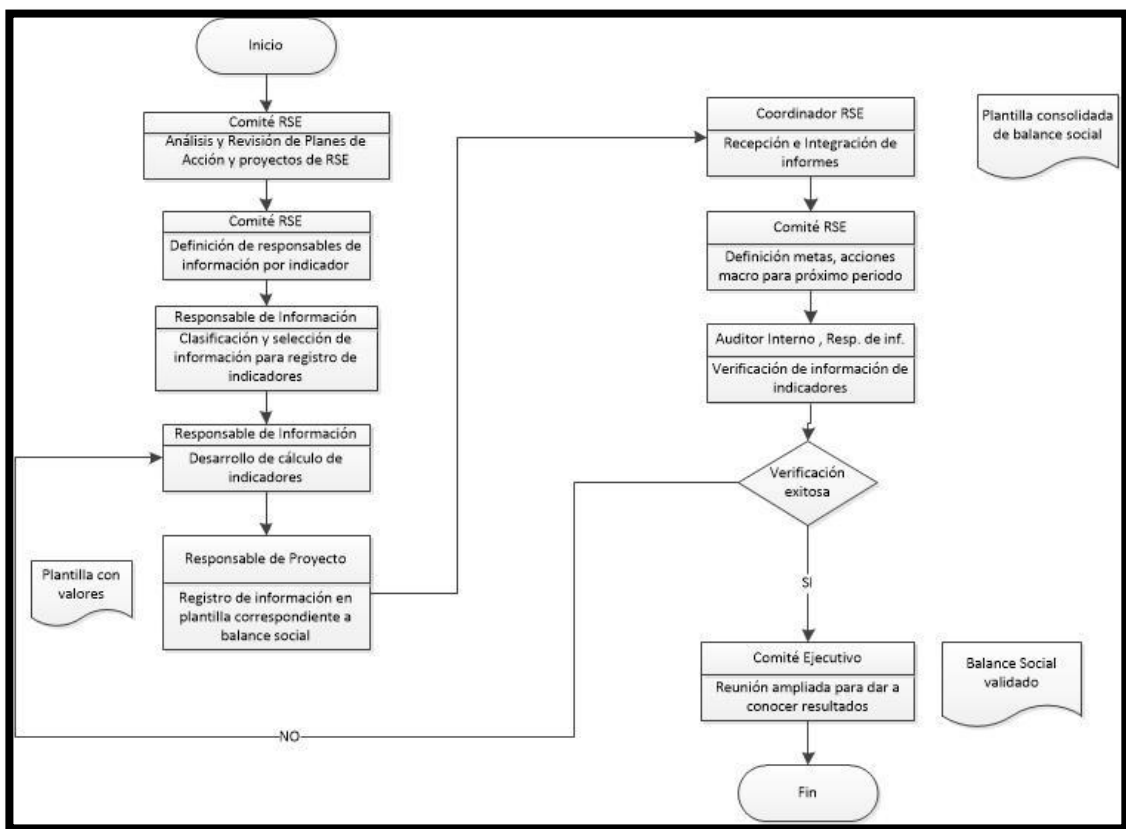 Inicio
Comité RSE
Análisis y Revisión de Planes de
Acción y proyectos de RSE
Comité RSE
Definición de responsables de
información por indicador
Responsable de Información
Clasificación y selección de
información para registro de
indicadores
Responsable de Información
Desarrollo de cálculo de
indicadores
Responsable de Proyecto
Registro de información en
plantilla correspondiente a
balance social
Plantilla con
valores
Coordinador RSE
Recepción e Integración de
informes
Plantilla consolidada
de balance social
Comité RSE
Definición metas, acciones
macro para próximo periodo
Auditor Interno , Resp. de inf.
Verificación de información de
indicadores
Verificación
exitosa
SI
NO
Comité Ejecutivo
Reunión ampliada para dar a
conocer resultados
Balance Social
validado
Fin